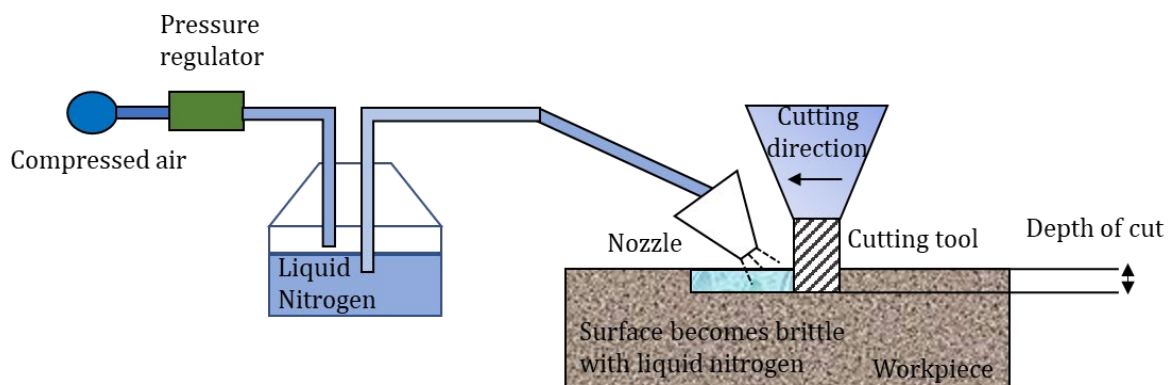 Pressure
regulator
Compressed air
Liquid
Nitrogen
Nozzle
Cutting
direction
Cutting tool
Depth of cut
Surface becomes brittle
with liquid nitrogen
Workpiece